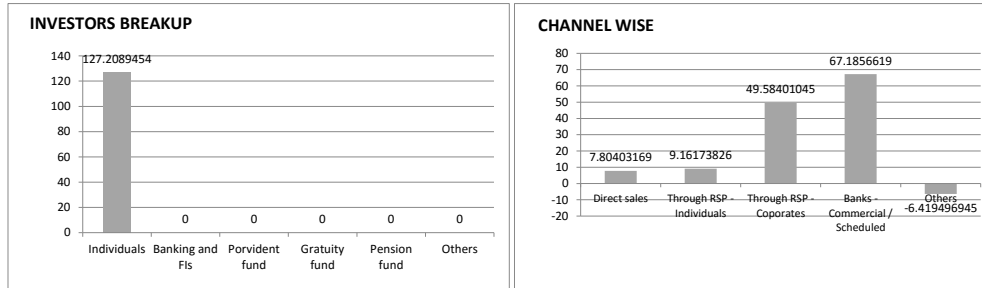 INVESTORS BREAKUP
140
120
100
80
60
40
20
0
127.2089454
0
0
0
0
0
Individuals
Banking and
FIs
Porvident
fund
Gratuity
fund
Pension
fund
Others
CHANNEL WISE
80
70
60
50
40
30
20
10
0
-10
-20
7.80403169
9.16173826
49.58401045
67.1856619
-6.419496945
Direct sales
Through RSP -
Individuals
Through RSP -
Coporates
Banks -
Commercial /
Scheduled
Others